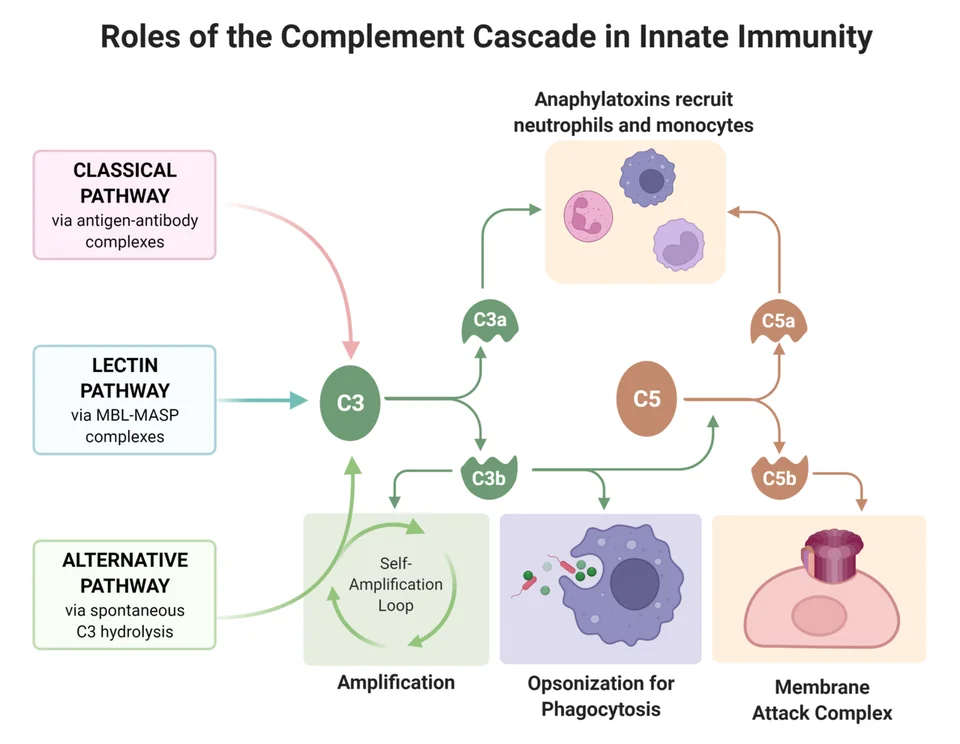 Roles of the Complement Cascade in Innate Immunity
Anaphylatoxins recruit
neutrophils and monocytes
CLASSICAL
PATHWAY
via antigen-antibody
complexes
LECTIN
PATHWAY
via MBL-MASP
complexes
ALTERNATIVE
PATHWAY
via spontaneous
C3 hydrolysis
C3
C3a
C3b
C5
C5a
C5b
Self-
Amplification
Loop
Amplification
Opsonization for
Phagocytosis
Membrane
Attack Complex